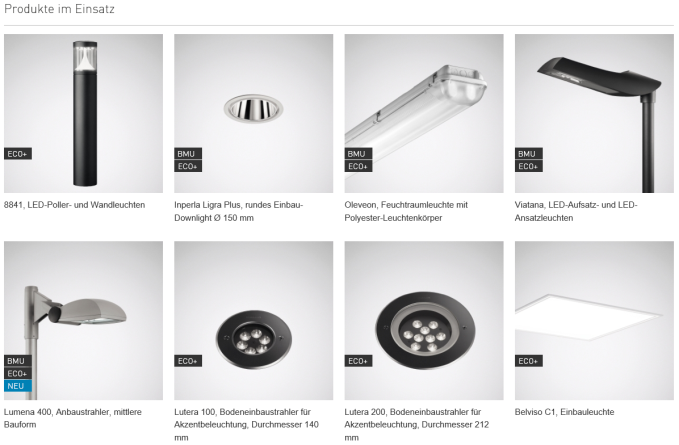 Produkte im Einsatz
ECO+
BMU
ECO+
BMU
ECO+
BMU
ECO+
8841, LED-Poller- und Wandleuchten
Inperla Ligra Plus, rundes Einbau-
Downlight Ø 150 mm
Oleveon, Feuchtraumleuchte mit
Polyester-Leuchtenkörper
Viatana, LED-Aufsatz- und LED-
Ansatzleuchten
BMU
ECO+
NEU
ECO+
ECO+
ECO+
Lumena 400, Anbaustrahler, mittlere
Bauform
Lutera 100, Bodeneinbaustrahler für
Akzentbeleuchtung, Durchmesser 140
mm
Lutera 200, Bodeneinbaustrahler für
Akzentbeleuchtung, Durchmesser 212
mm
Belviso C1, Einbauleuchte